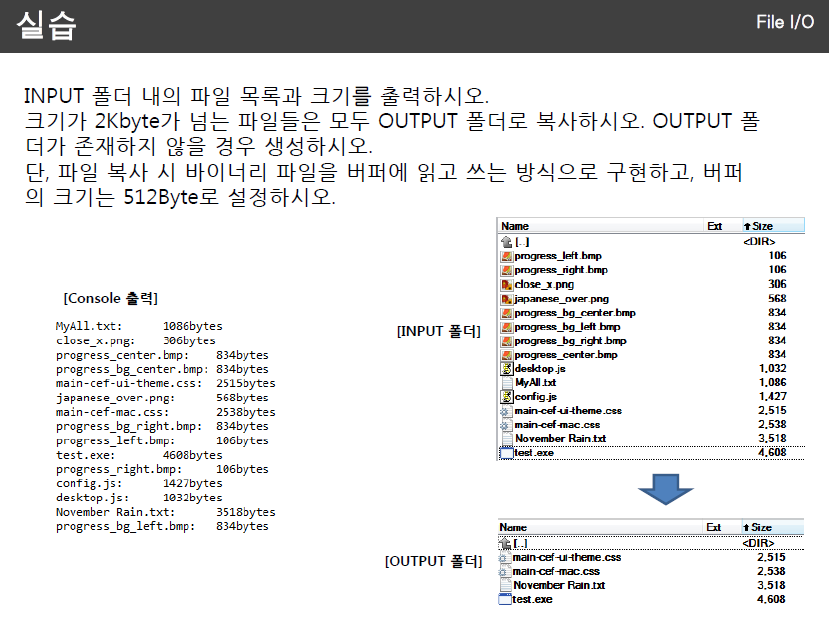 실습
File I/O
INPUT 폴더 내의 파일 목록과 크기를 출력하시오.
크기가 2Kbyte가 넘는 파일들은 모두 OUTPUT 폴더로 복사하시오. OUTPUT 폴
더가 존재하지 않을 경우 생성하시오.
단, 파일 복사 시 바이너리 파일을 버퍼에 읽고 쓰는 방식으로 구현하고, 버퍼
의 크기는 512Byte로 설정하시오.
[Console 출력]
MyAll.txt: 1086bytes
close_x.png: 306bytes
progress_center.bmp: 834bytes
progress_bg_center.bmp: 834bytes
main-cef-ui-theme.css: 2515bytes
japanese_over.png: 568bytes
main-cef-mac.css: 2538bytes
progress_bg_right.bmp: 834bytes
progress_left.bmp: 106bytes
test.exe: 4608bytes
progress_right.bmp: 106bytes
config.js: 1427bytes
desktop.js: 1032bytes
November Rain.txt: 3518bytes
progress_bg_left.bmp: 834bytes
[INPUT 폴더]
Name Ext Size
[..] <DIR>
progress_left.bmp 106
progress_right.bmp 106
close_x.png 306
japanese_over.png 568
progress_bg_center.bmp 834
progress_bg_left.bmp 834
progress_bg_right.bmp 834
progress_center.bmp 834
desktop.js 1,032
MyAll.txt 1,086
config.js 1,427
main-cef-ui-theme.css 2,515
main-cef-mac.css 2,538
November Rain.txt 3,518
test.exe 4,608
[OUTPUT 폴더]
Name Ext Size
[..] <DIR>
main-cef-ui-theme.css 2,515
main-cef-mac.css 2,538
November Rain.txt 3,518
test.exe 4,608